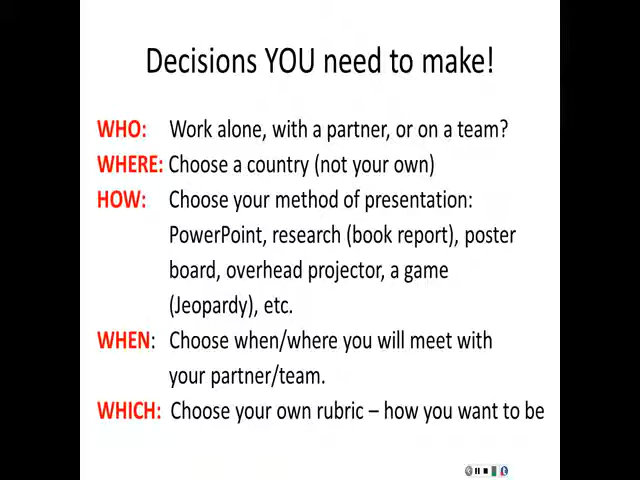 Decisions YOU need to make!
WHO: Work alone, with a partner, or on a team?
WHERE: Choose a country (not your own)
HOW: Choose your method of presentation:
PowerPoint, research (book report), poster
board, overhead projector, a game
(Jeopardy), etc.
WHEN: Choose when/where you will meet with
your partner/team.
WHICH: Choose your own rubric – how you want to be